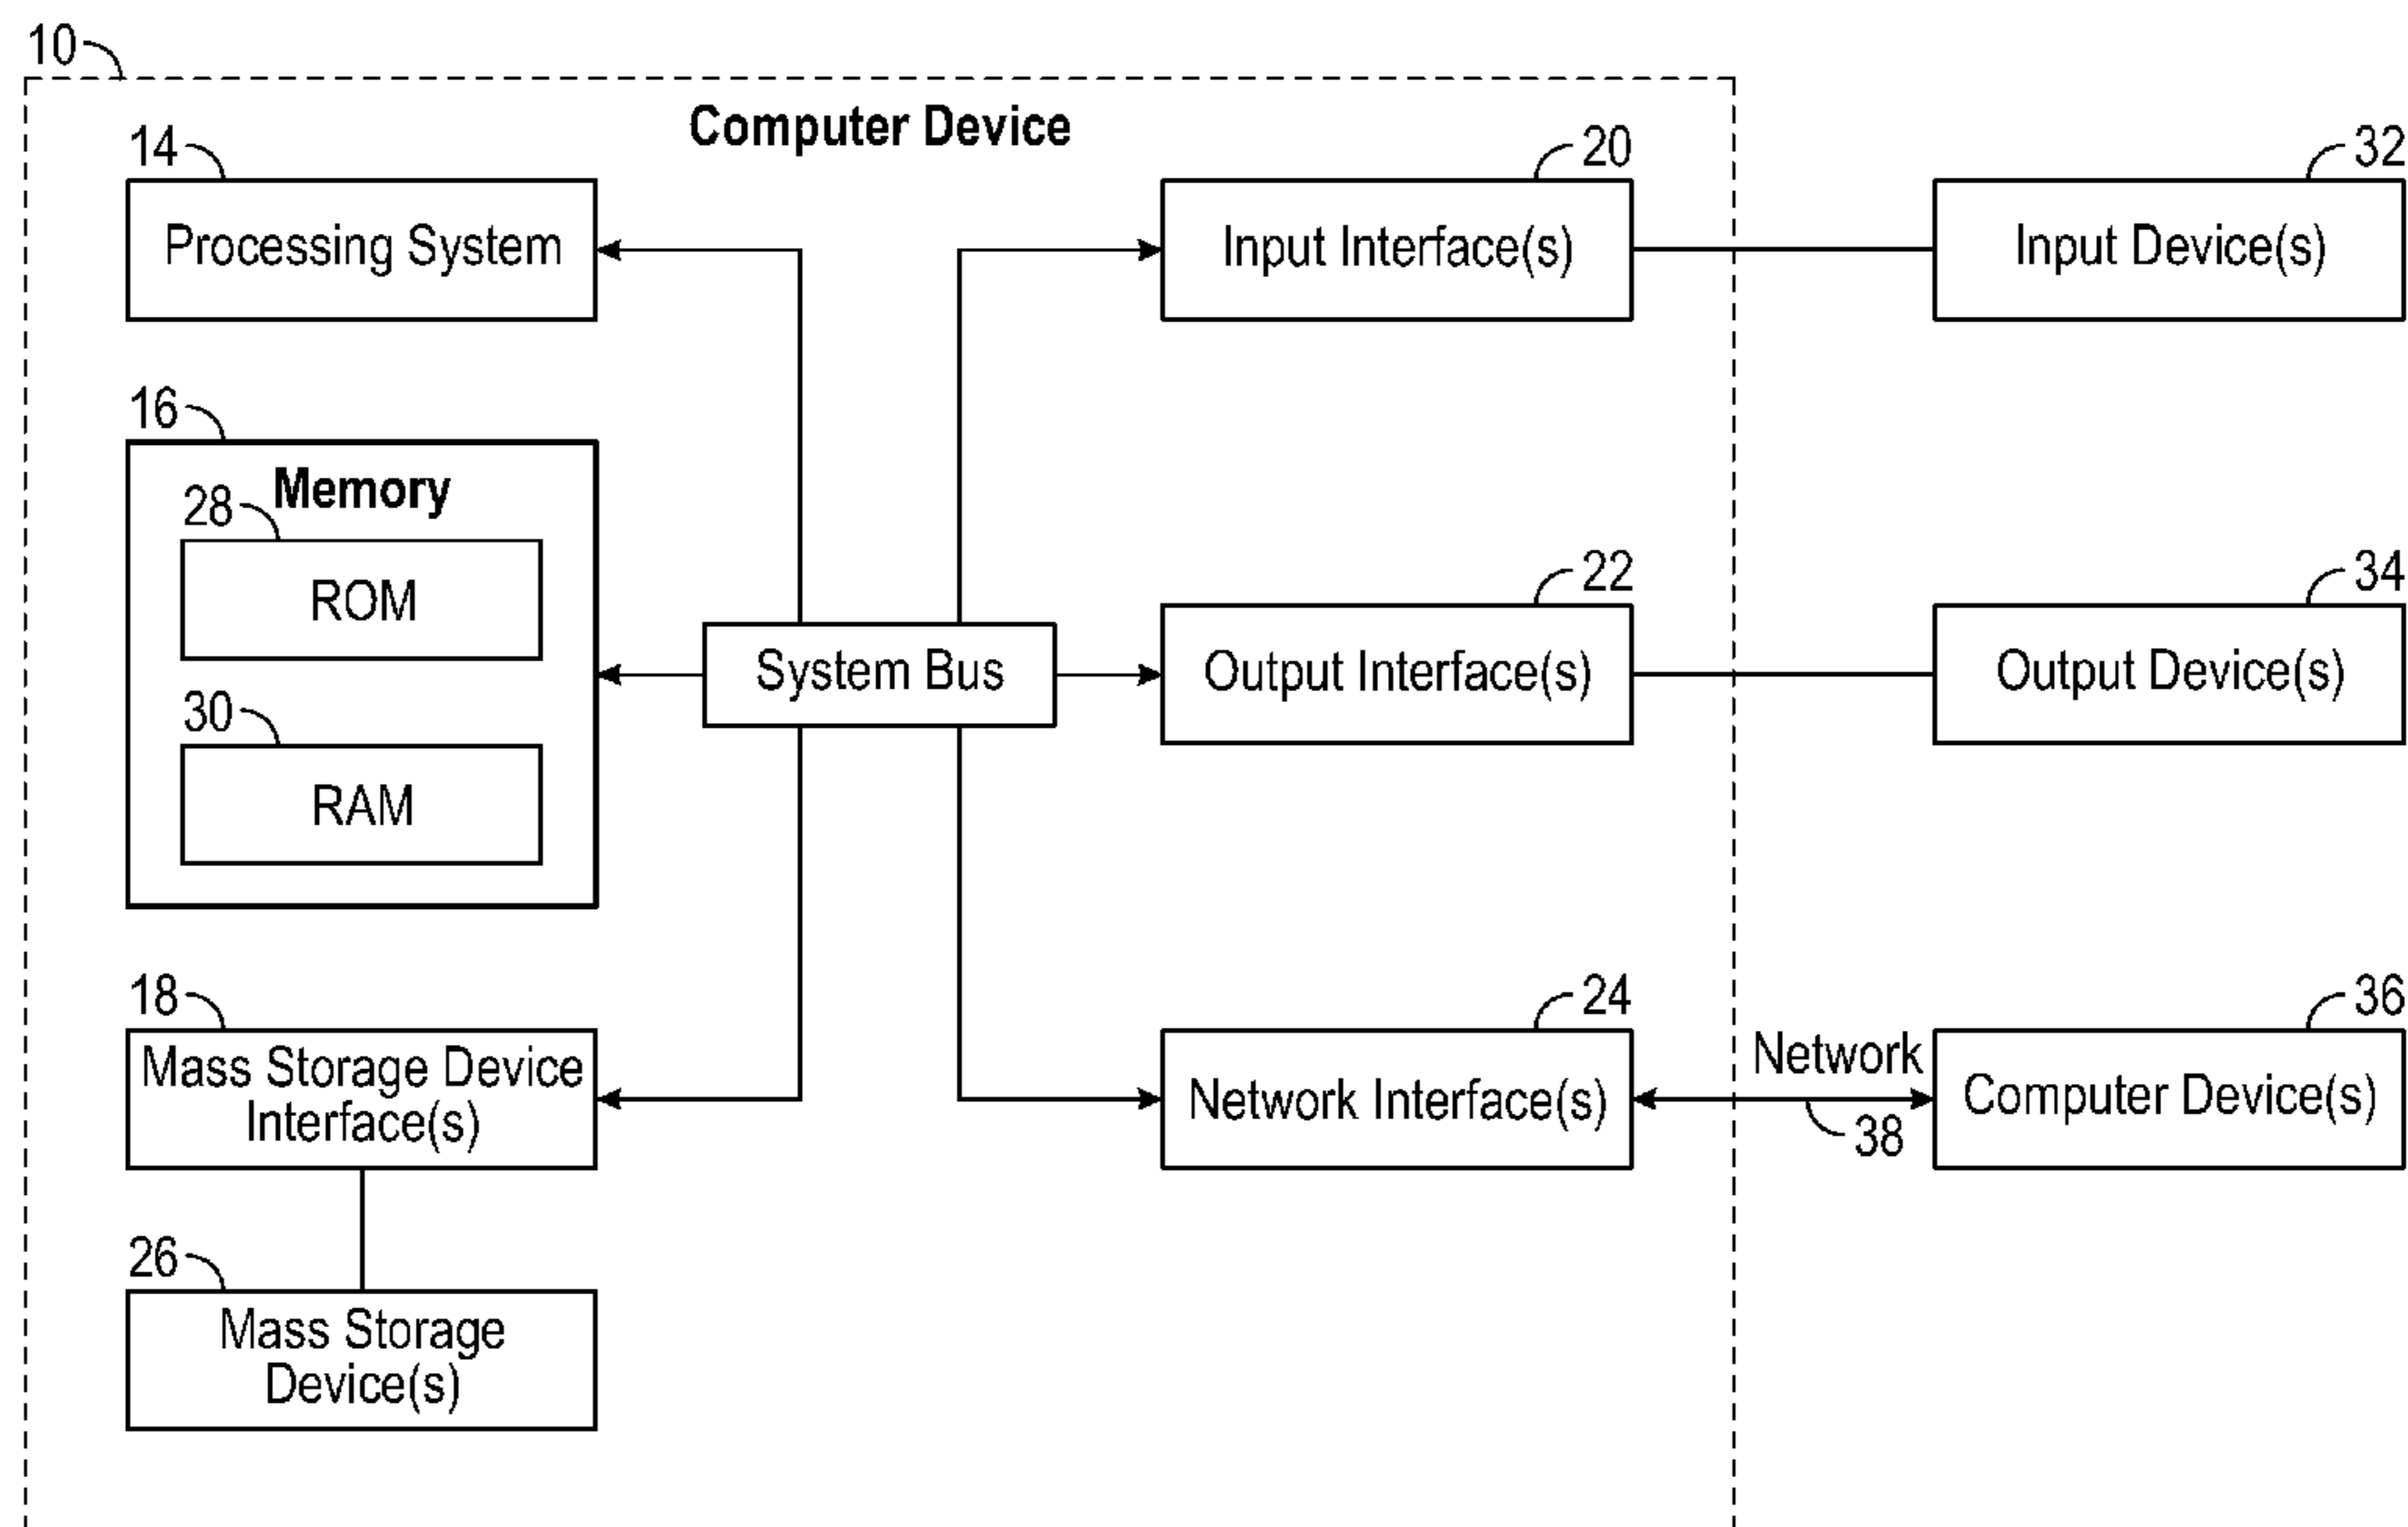 10
Computer Device
14
Processing System
20
Input Interface(s)
32
Input Device(s)
16
Memory
28
ROM
30
RAM
System Bus
22
Output Interface(s)
34
Output Device(s)
18
Mass Storage Device
Interface(s)
24
Network Interface(s)
Network
38
36
Computer Device(s)
26
Mass Storage
Device(s)